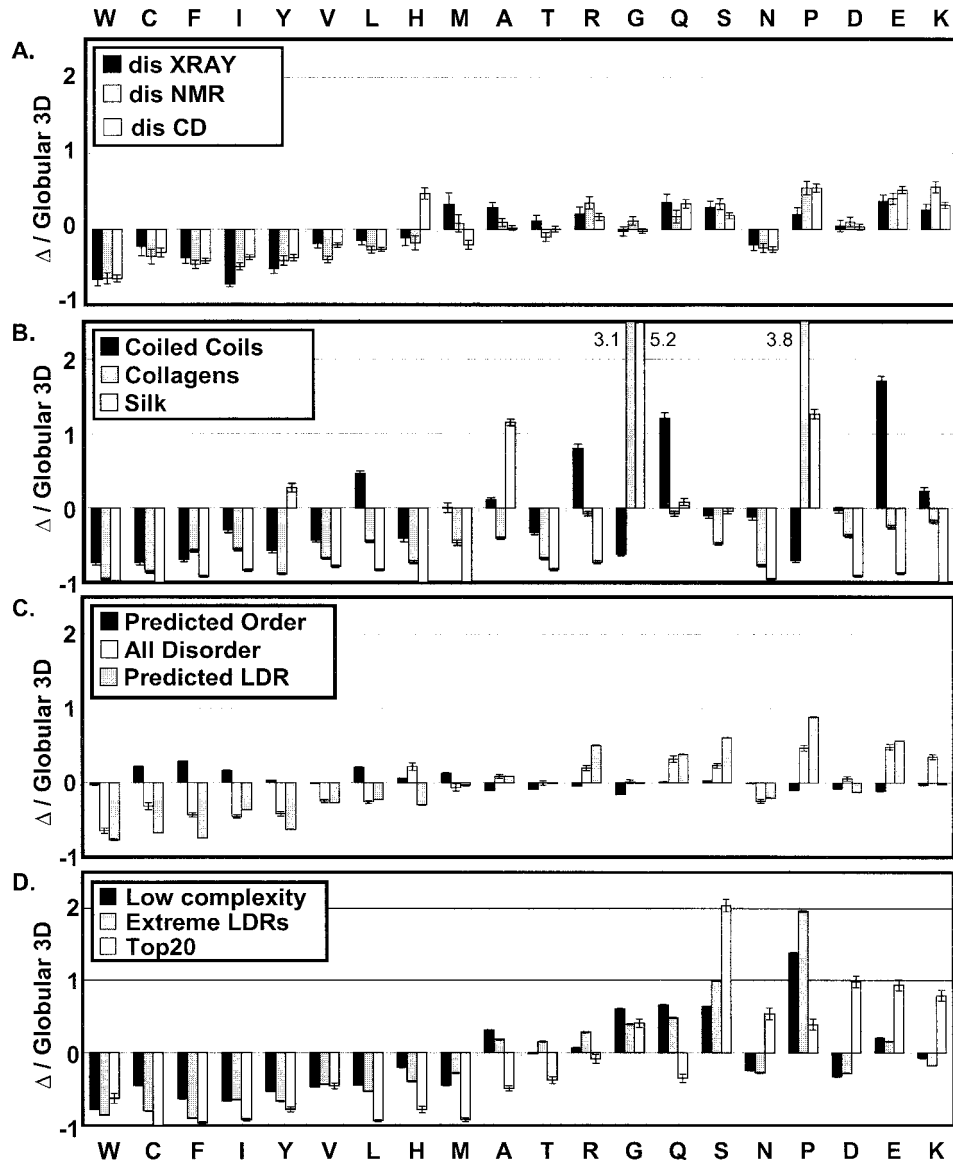 W C F I Y V L H M A T R G Q S N P D E K
A.
dis XRAY
dis NMR
dis CD
Δ / Globular 3D
2
1
0
-1
B.
Coiled Coils
Collagens
Silk
3.1 5.2 3.8
Δ / Globular 3D
2
1
0
-1
C.
Predicted Order
All Disorder
Predicted LDR
Δ / Globular 3D
2
1
0
-1
D.
Low complexity
Extreme LDRs
Top20
Δ / Globular 3D
2
1
0
-1
W C F I Y V L H M A T R G Q S N P D E K